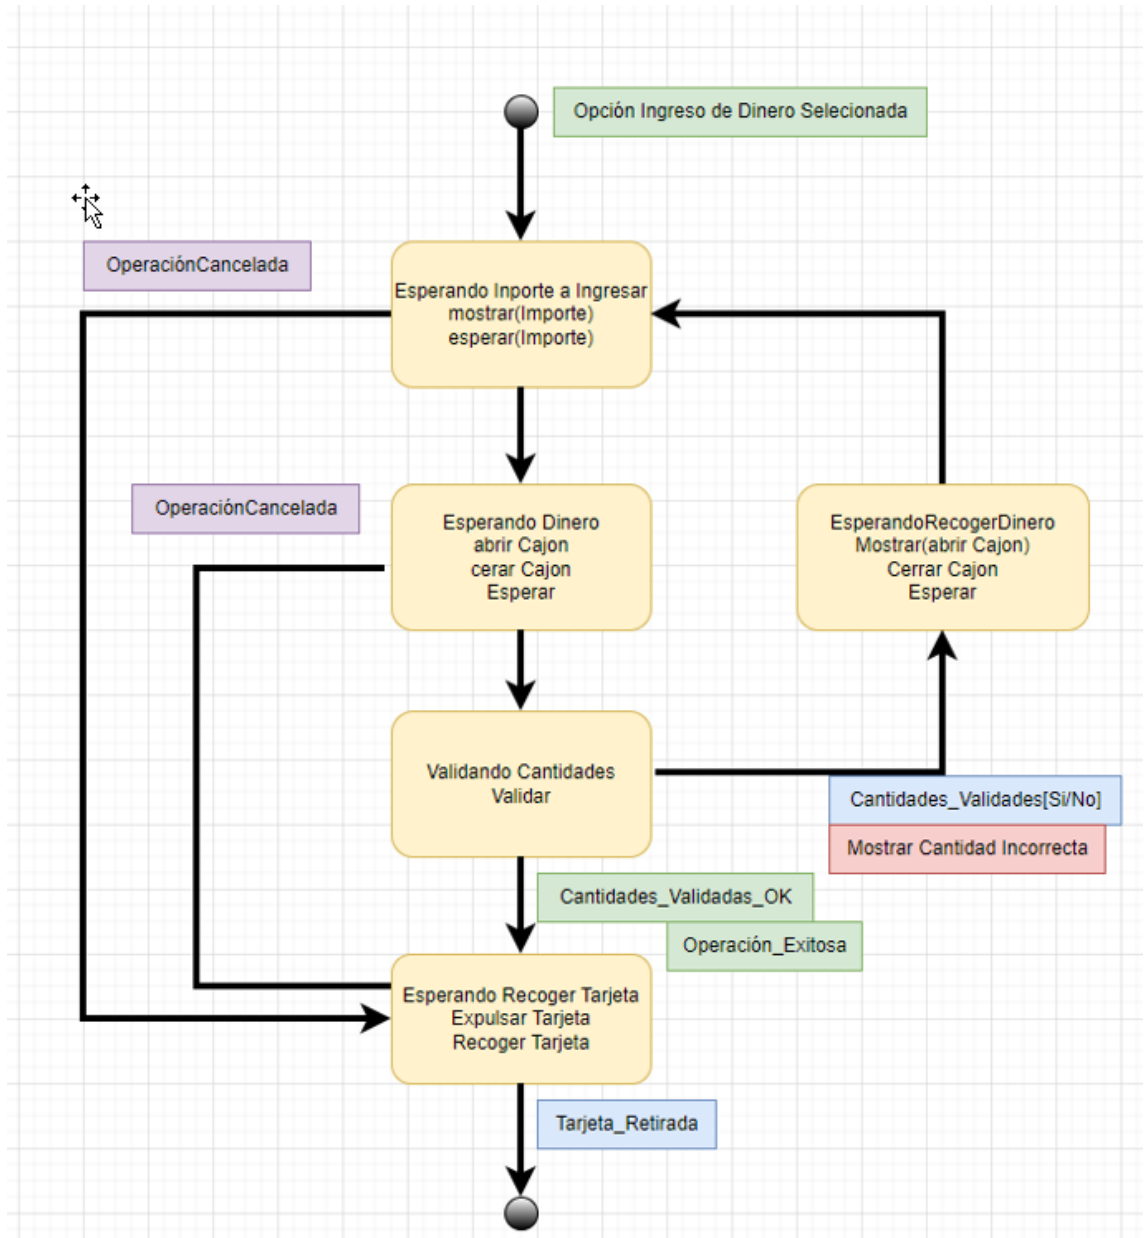 Opción Ingreso de Dinero Selecionada
OperaciónCancelada
Esperando Inporte a Ingresar
mostrar(Importe)
esperar(Importe)
OperaciónCancelada
Esperando Dinero
abrir Cajon
cerar Cajon
Esperar
EsperandoRecogerDinero
Mostrar(abrir Cajon)
Cerrar Cajon
Esperar
Validando Cantidades
Validar
Cantidades_Validades[Si/No]
Mostrar Cantidad Incorrecta
Cantidades_Validadas_OK
Operación_Exitosa
Esperando Recoger Tarjeta
Expulsar Tarjeta
Recoger Tarjeta
Tarjeta_Retirada